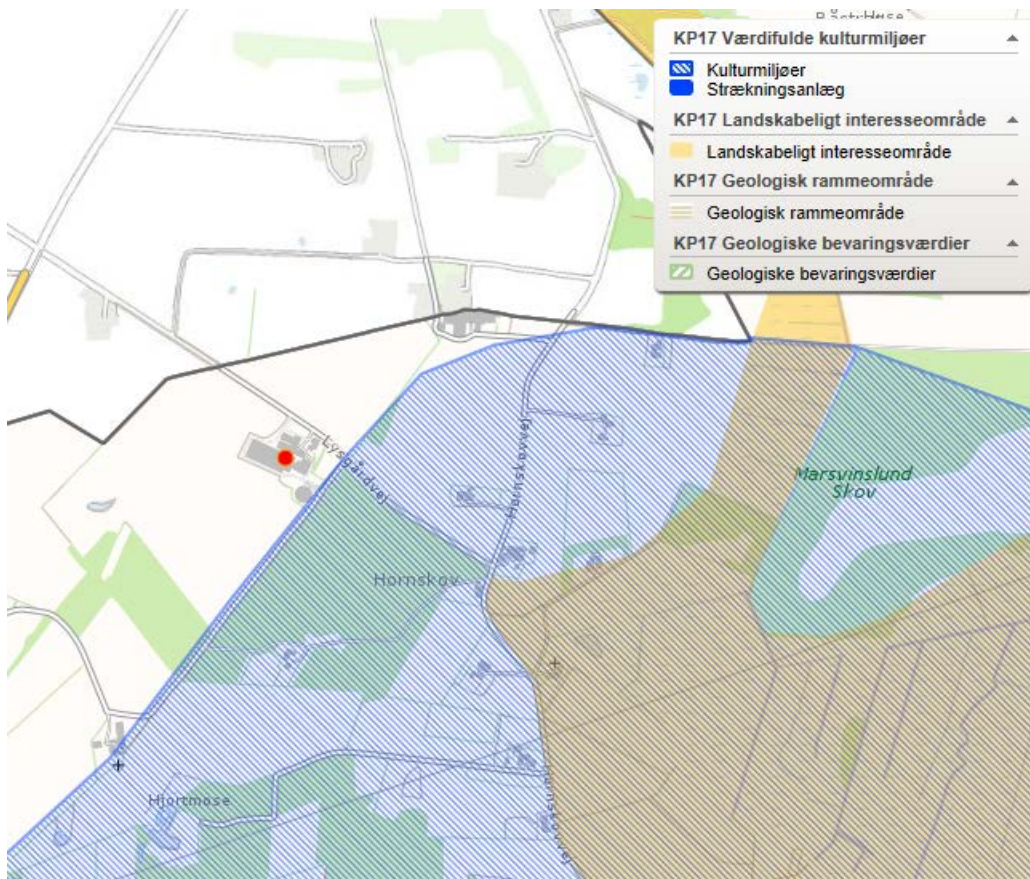 KP17 Værdifulde kulturmiljøer
Kulturmiljøer
Strækningsanlæg
KP17 Landskabeligt interesseområde
Landskabeligt interesseområde
KP17 Geologisk rammeområde
Geologisk rammeområde
KP17 Geologiske bevaringsværdier
Geologiske bevaringsværdier
Lysgårdvej
Hornskovvej
Marsvinslund
Skov
Hornskov
Hjortmose
Hornskovvej